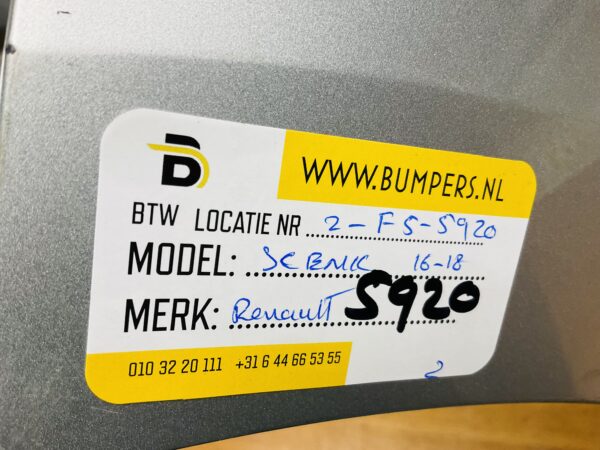 B
WWW.BUMPERS.NL
BTW LOCATIE NR 2-FS-5920
MODEL: SCENIC 16-18
MERK: Renault 5920
010 32 20 111 +31 6 44 66 53 55
2